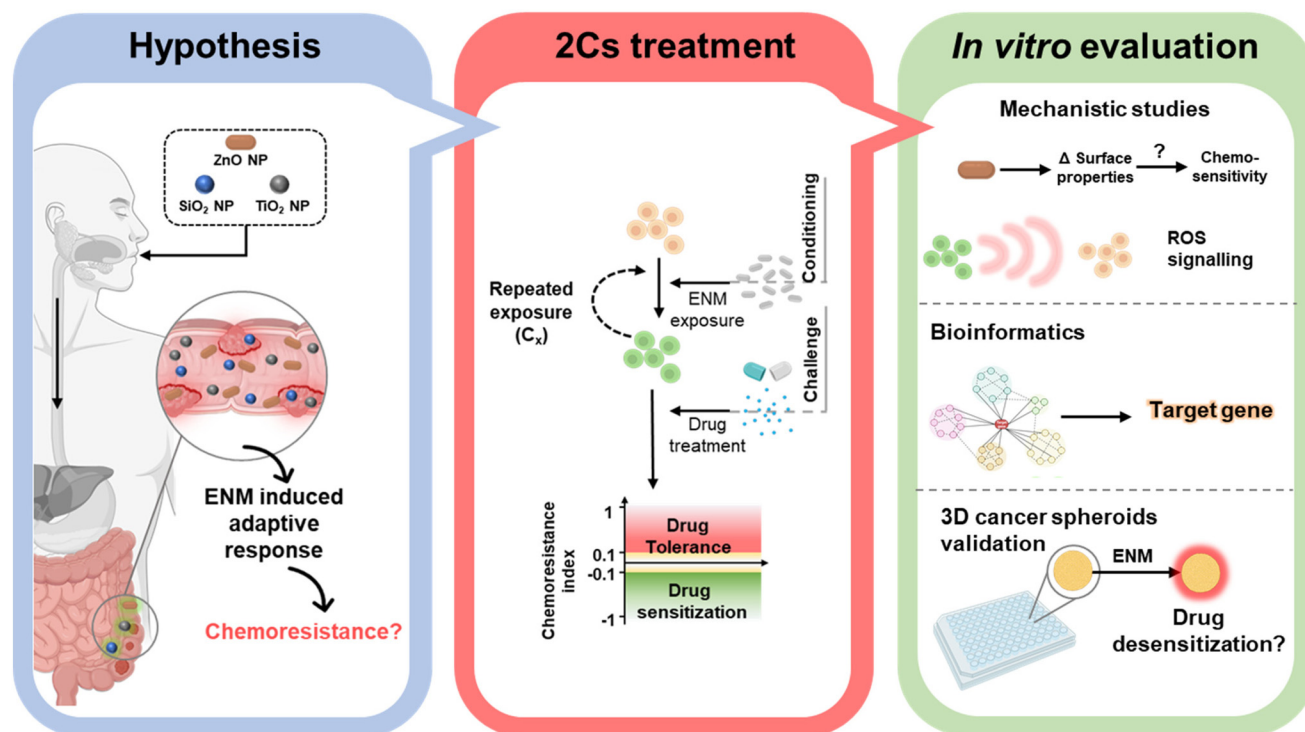 Hypothesis
ZnO NP
SiO₂ NP
TiO₂ NP
ENM induced
adaptive
response
Chemoresistance?
2Cs treatment
Conditioning
Repeated
exposure
(Cₓ)
ENM
exposure
Challenge
Drug
treatment
Chemoresistance
index
1
0.1
-0.1
-1
Drug
Tolerance
Drug
sensitization
In vitro evaluation
Mechanistic studies
Δ Surface
properties
?
Chemo-
sensitivity
ROS
signalling
Bioinformatics
Target gene
3D cancer spheroids
validation
ENM
Drug
desensitization?